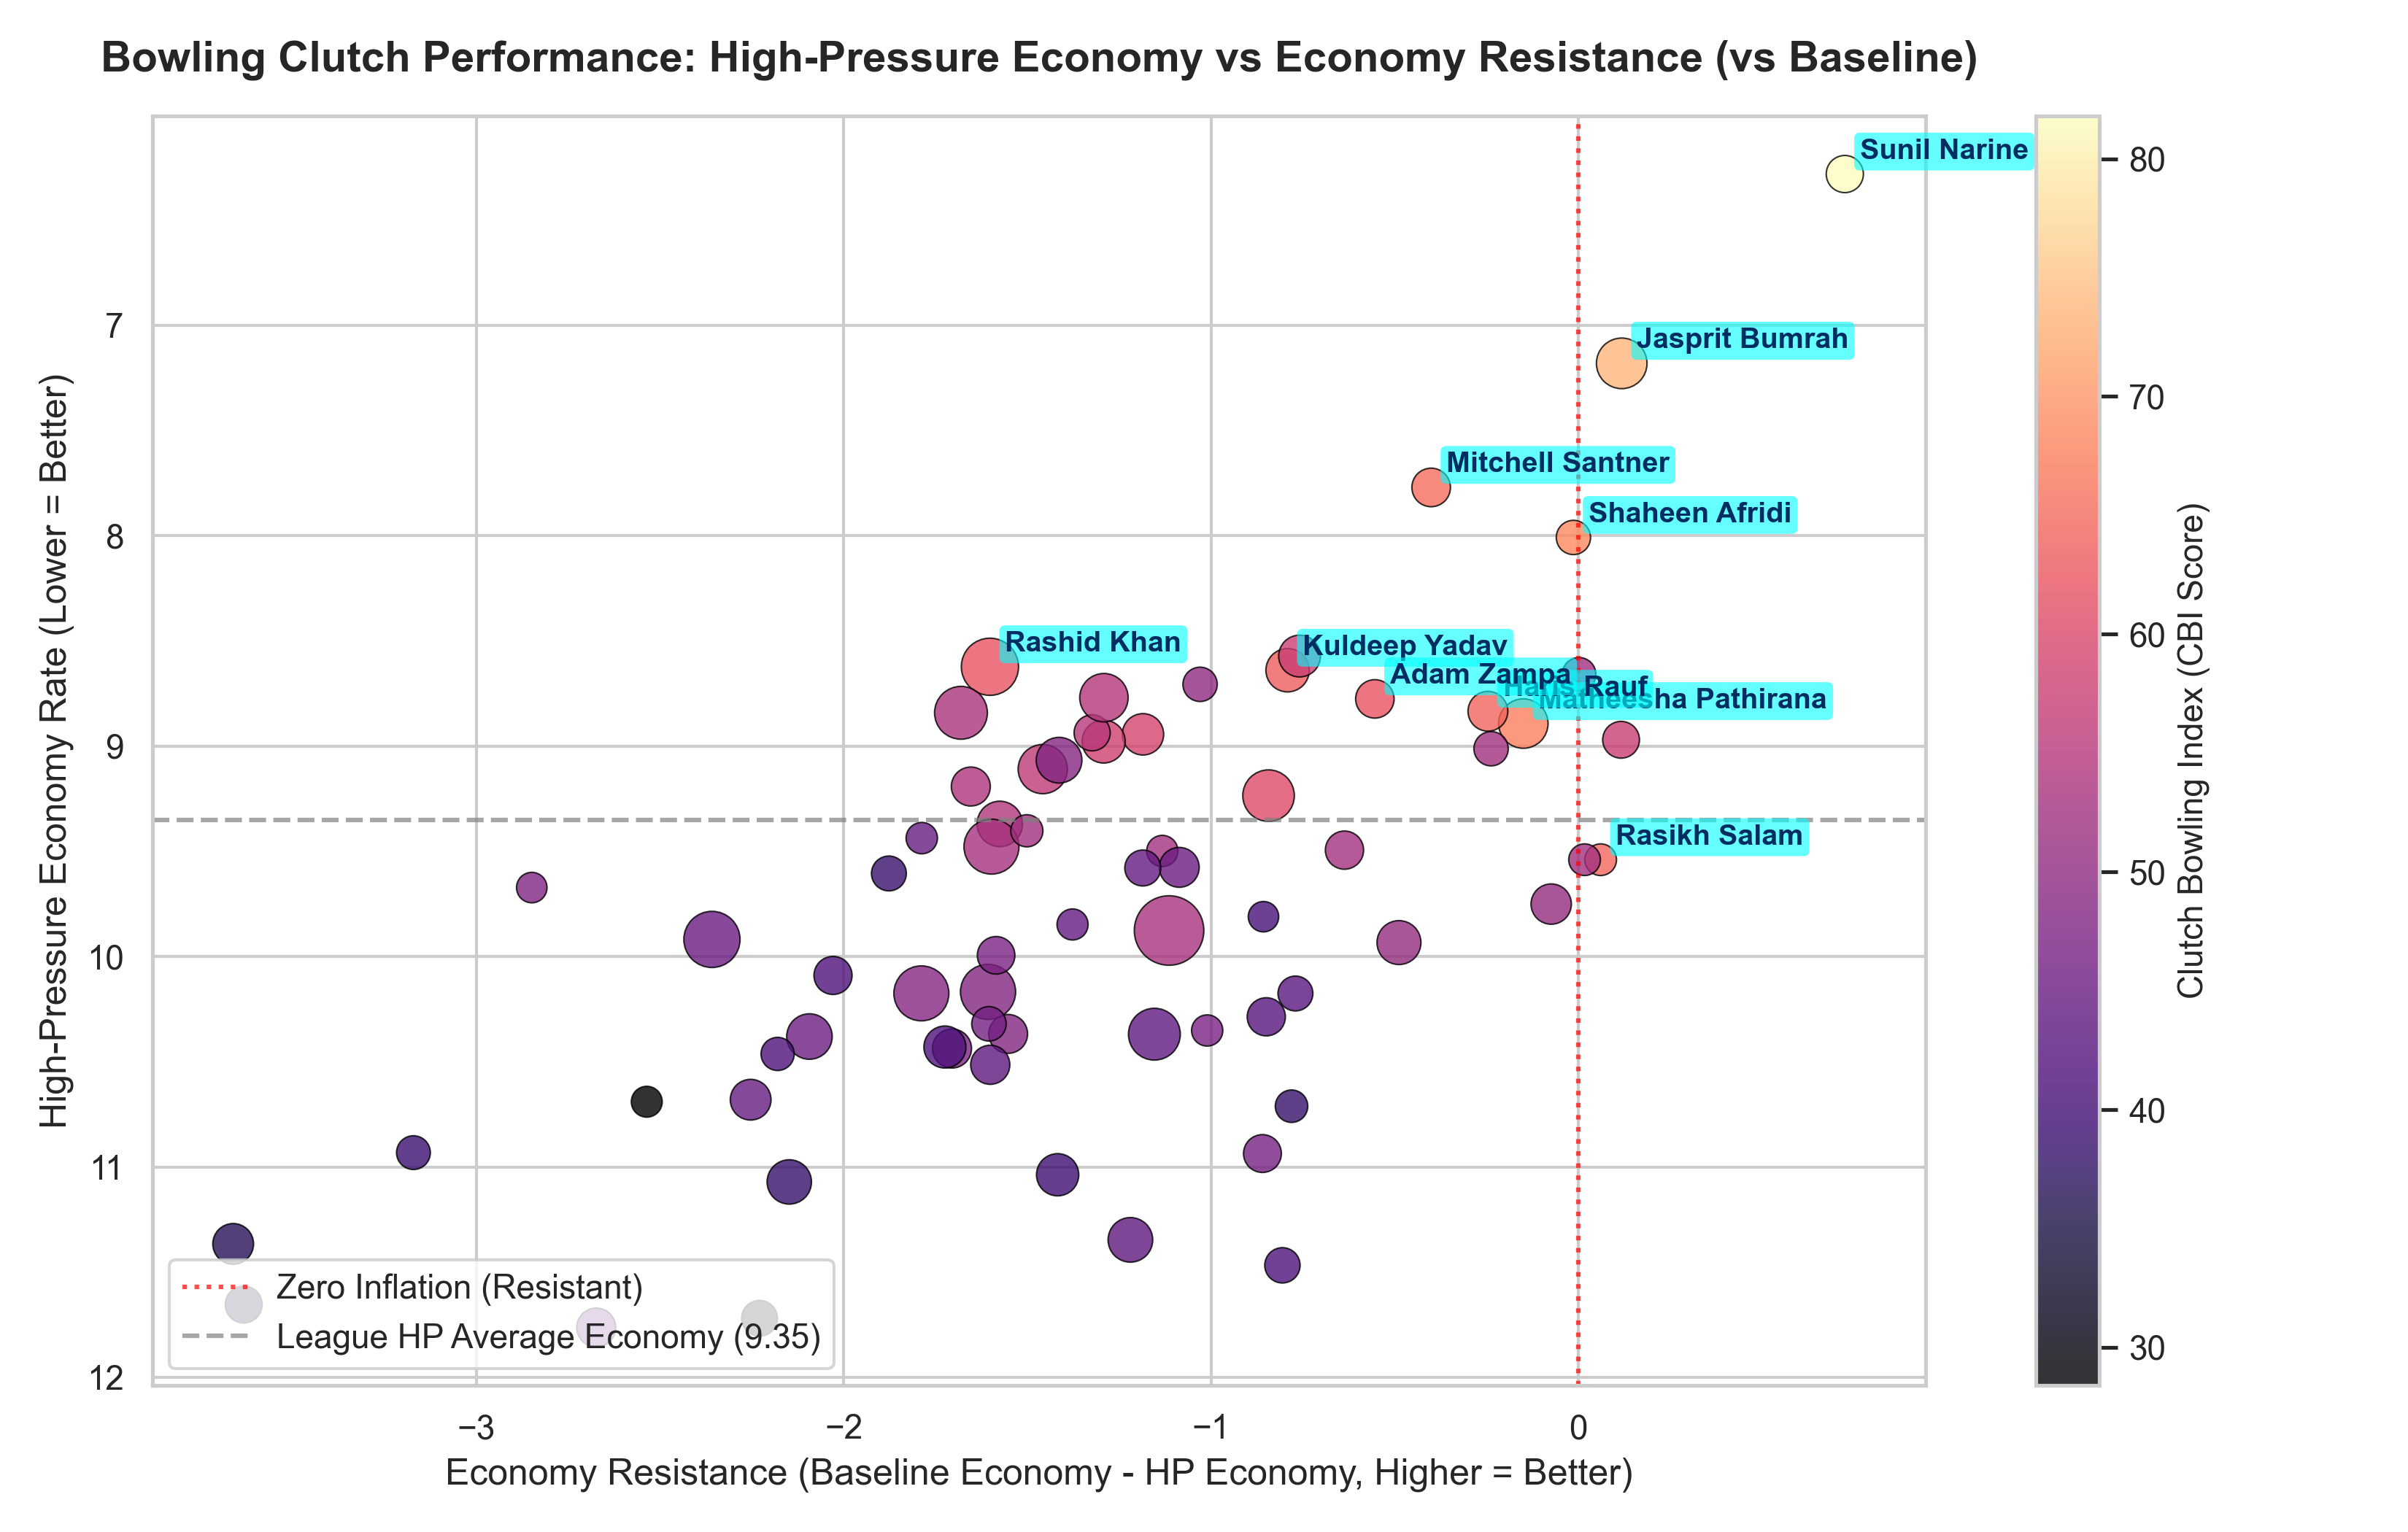 Bowling Clutch Performance: High-Pressure Economy vs Economy Resistance (vs Baseline)
High-Pressure Economy Rate (Lower = Better)
7
8
9
10
11
12
Sunil Narine
Jasprit Bumrah
Mitchell Santner
Shaheen Afridi
Rashid Khan
Kuldeep Yadav
Adam Zampa
Haris Rauf
Matheesha Pathirana
Rasikh Salam
Zero Inflation (Resistant)
League HP Average Economy (9.35)
−3
−2
−1
0
Economy Resistance (Baseline Economy - HP Economy, Higher = Better)
80
70
60
50
40
30
Clutch Bowling Index (CBI Score)